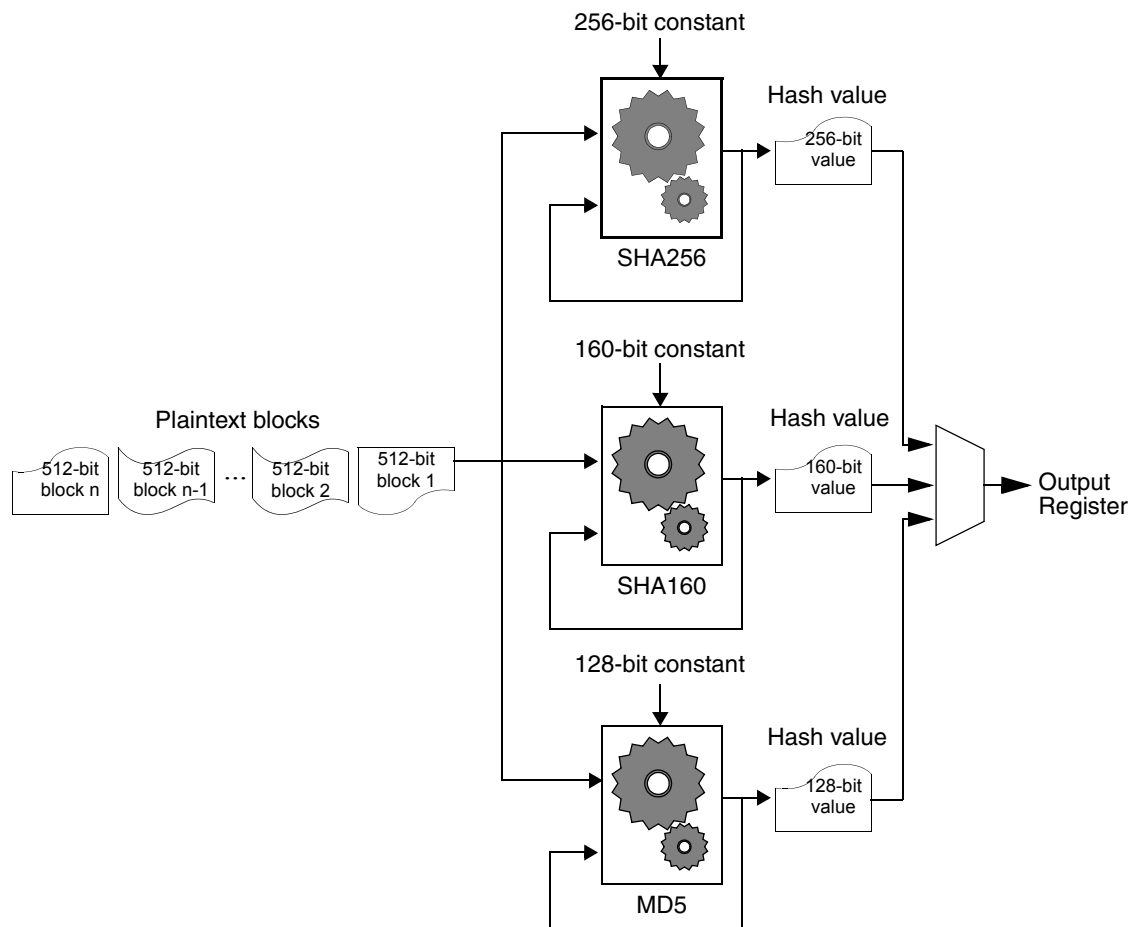 256-bit constant
Hash value
256-bit
value
SHA256
160-bit constant
Plaintext blocks
Hash value
512-bit
block n
512-bit
block n-1
...
512-bit
block 2
512-bit
block 1
160-bit
value
Output
Register
SHA160
128-bit constant
Hash value
128-bit
value
MD5